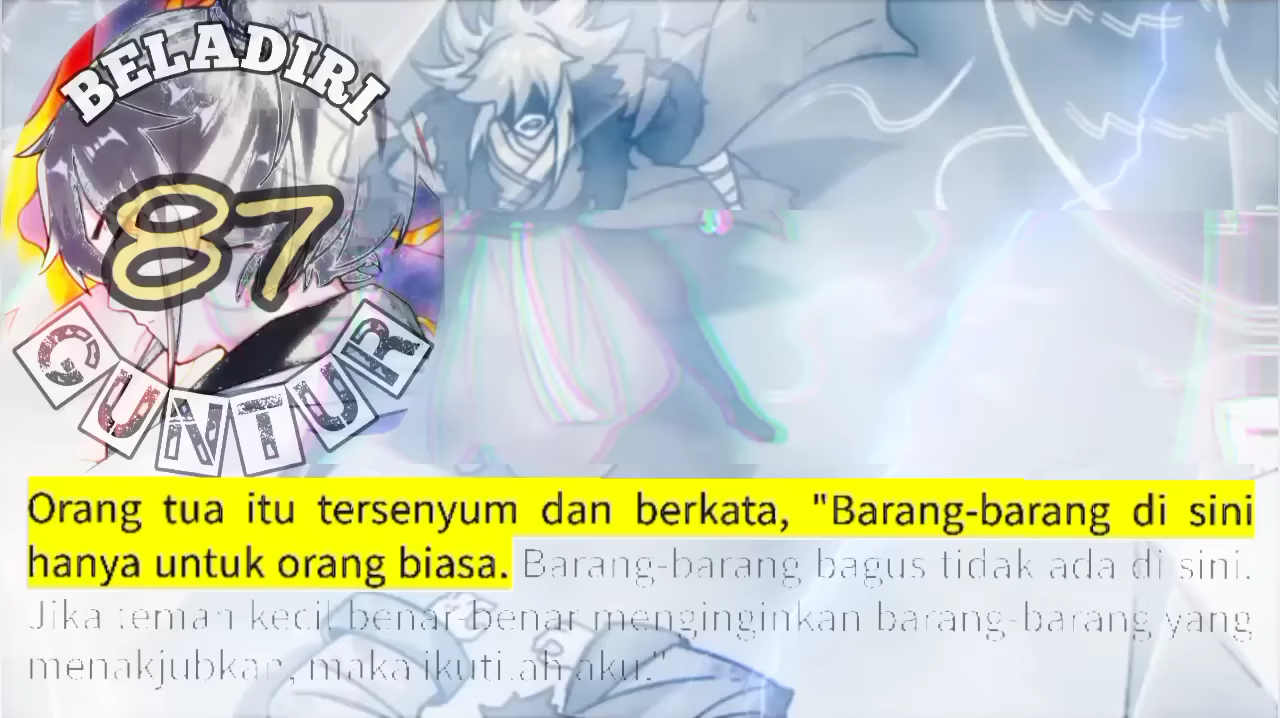 BELADIRI
87
GUNTUR
Orang tua itu tersenyum dan berkata, "Barang-barang di sini
hanya untuk orang biasa. Barang-barang bagus tidak ada di sini.
Jika teman kecil benar-benar menginginkan barang-barang yang
menakjubkan, maka ikutilah aku."